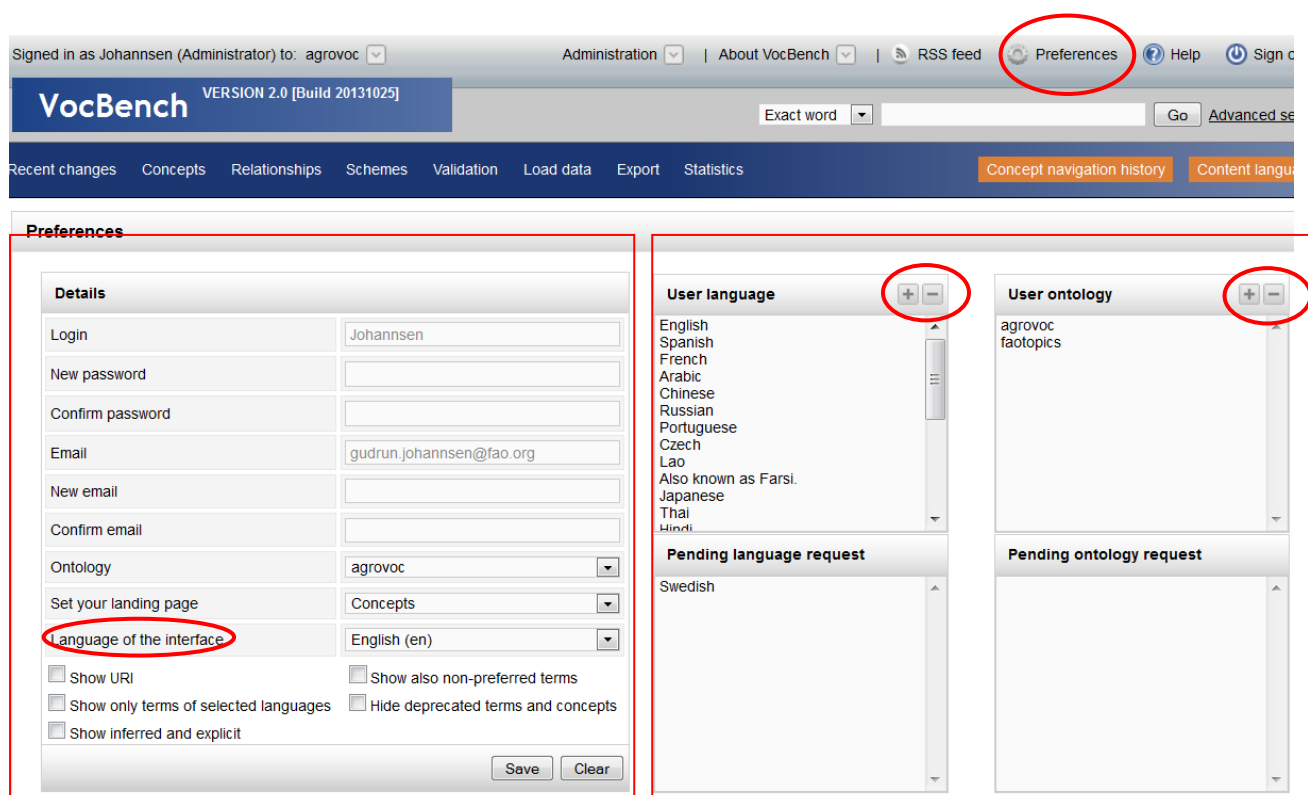 Signed in as Johannsen (Administrator) to: agrovoc Administration | About VocBench | RSS feed Preferences Help Sign
VocBench VERSION 2.0 [Build 20131025]
Exact word Go Advanced
Recent changes Concepts Relationships Schemes Validation Load data Export Statistics Concept navigation history Content
Preferences
Details
Login Johannsen
New password
Confirm password
Email gudrun.johannsen@fao.org
New email
Confirm email
Ontology agrovoc
Set your landing page Concepts
Language of the interface English (en)
Show URI Show also non-preferred terms
Show only terms of selected languages Hide deprecated terms and concepts
Show inferred and explicit
Save Clear
User language + −
English
Spanish
French
Arabic
Chinese
Russian
Portuguese
Czech
Lao
Also known as Farsi.
Japanese
Thai
Hindi
Pending language request
Swedish
User ontology + −
agrovoc
faotopics
Pending ontology request